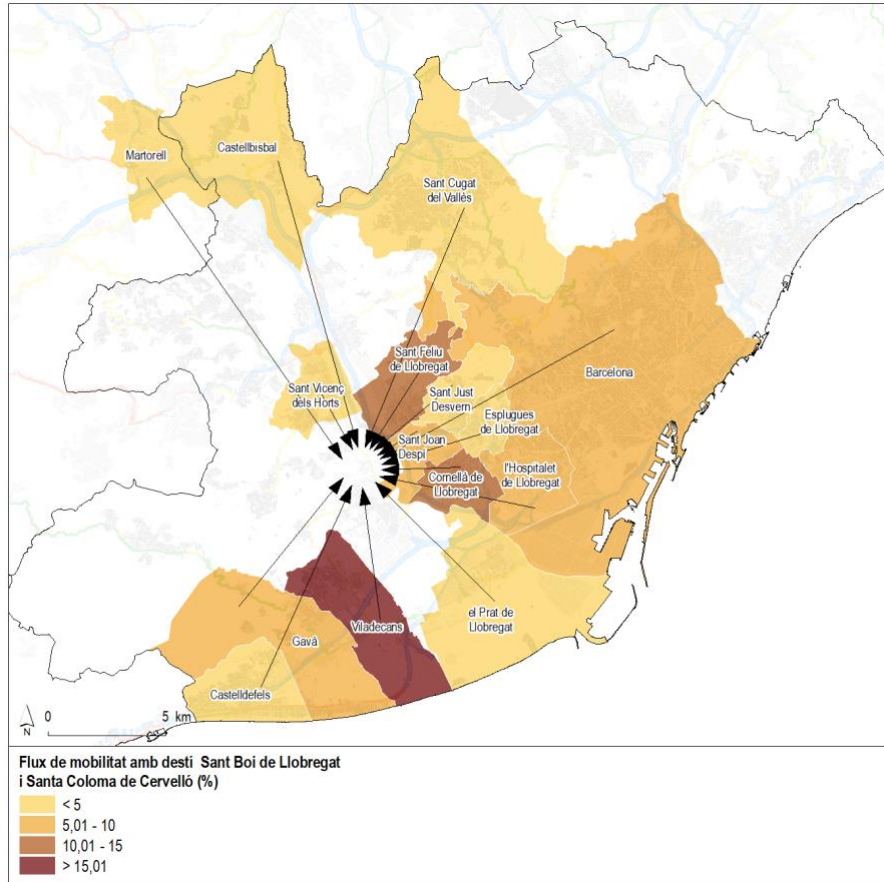 Martorell
Castellbisbal
Sant Cugat
del Vallès
Sant Feliu
de Llobregat
Barcelona
Sant Vicenç
dels Horts
Sant Just
Desvern
Esplugues
de Llobregat
Sant Joan
Despí
Cornellà de
Llobregat
l'Hospitalet
de Llobregat
el Prat de
Llobregat
Viladecans
Gavà
Castelldefels
N
0 5 km
Flux de mobilitat amb destí Sant Boi de Llobregat
i Santa Coloma de Cervelló (%)
< 5
5,01 - 10
10,01 - 15
> 15,01